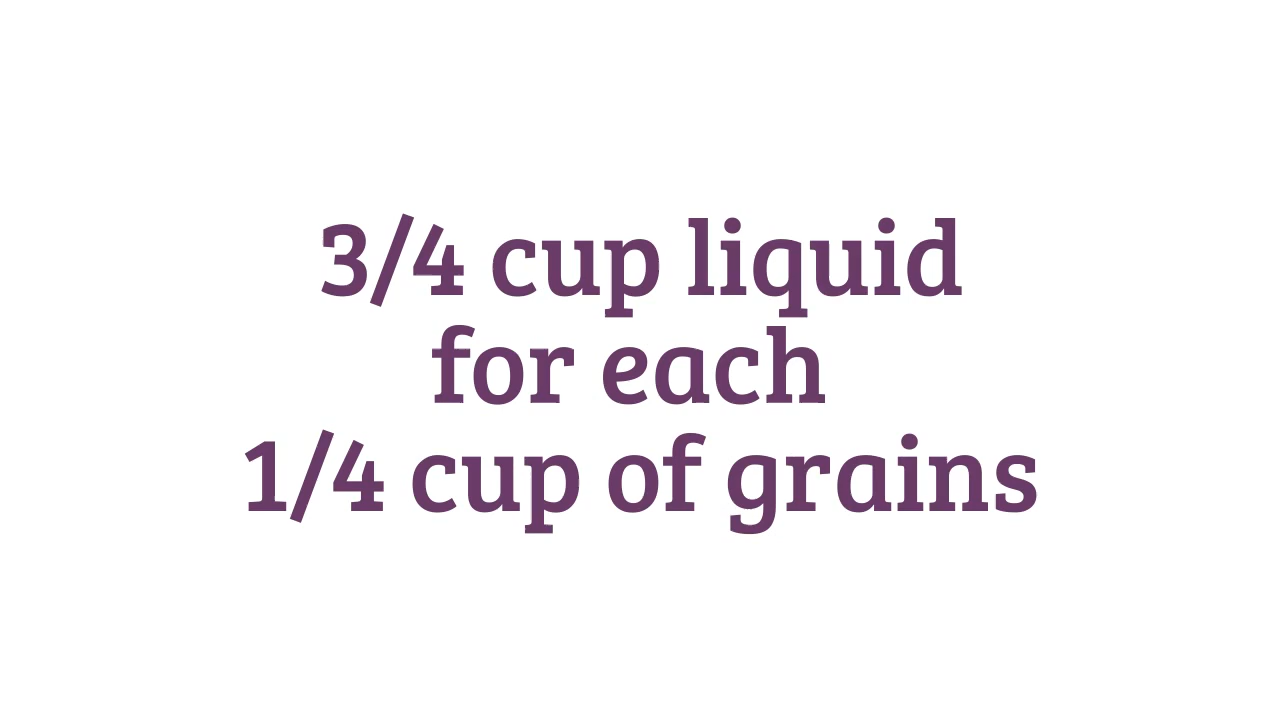 3/4 cup liquid
for each
1/4 cup of grains